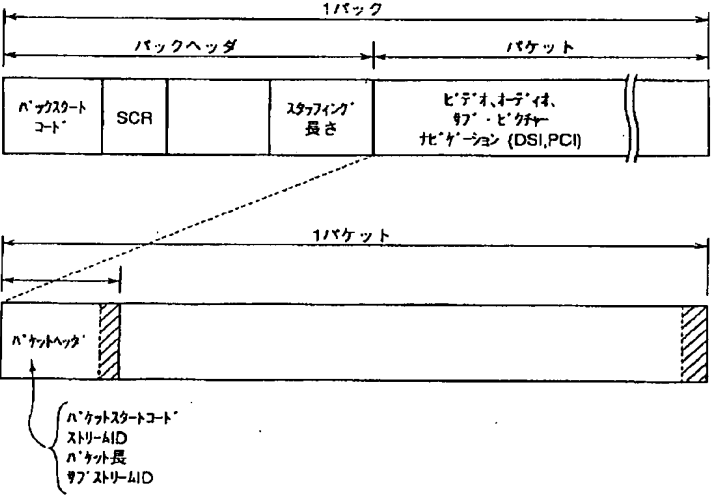 1パック
パックヘッダ
パケット
パックスタート
コード
SCR
スタッフィング
長さ
ビデオ、オーディオ、
サブ・ピクチャー
ナビゲーション {DSI,PCI)
1パケット
パケットヘッダ
パケットスタートコード
ストリームID
パケット長
サブストリームID